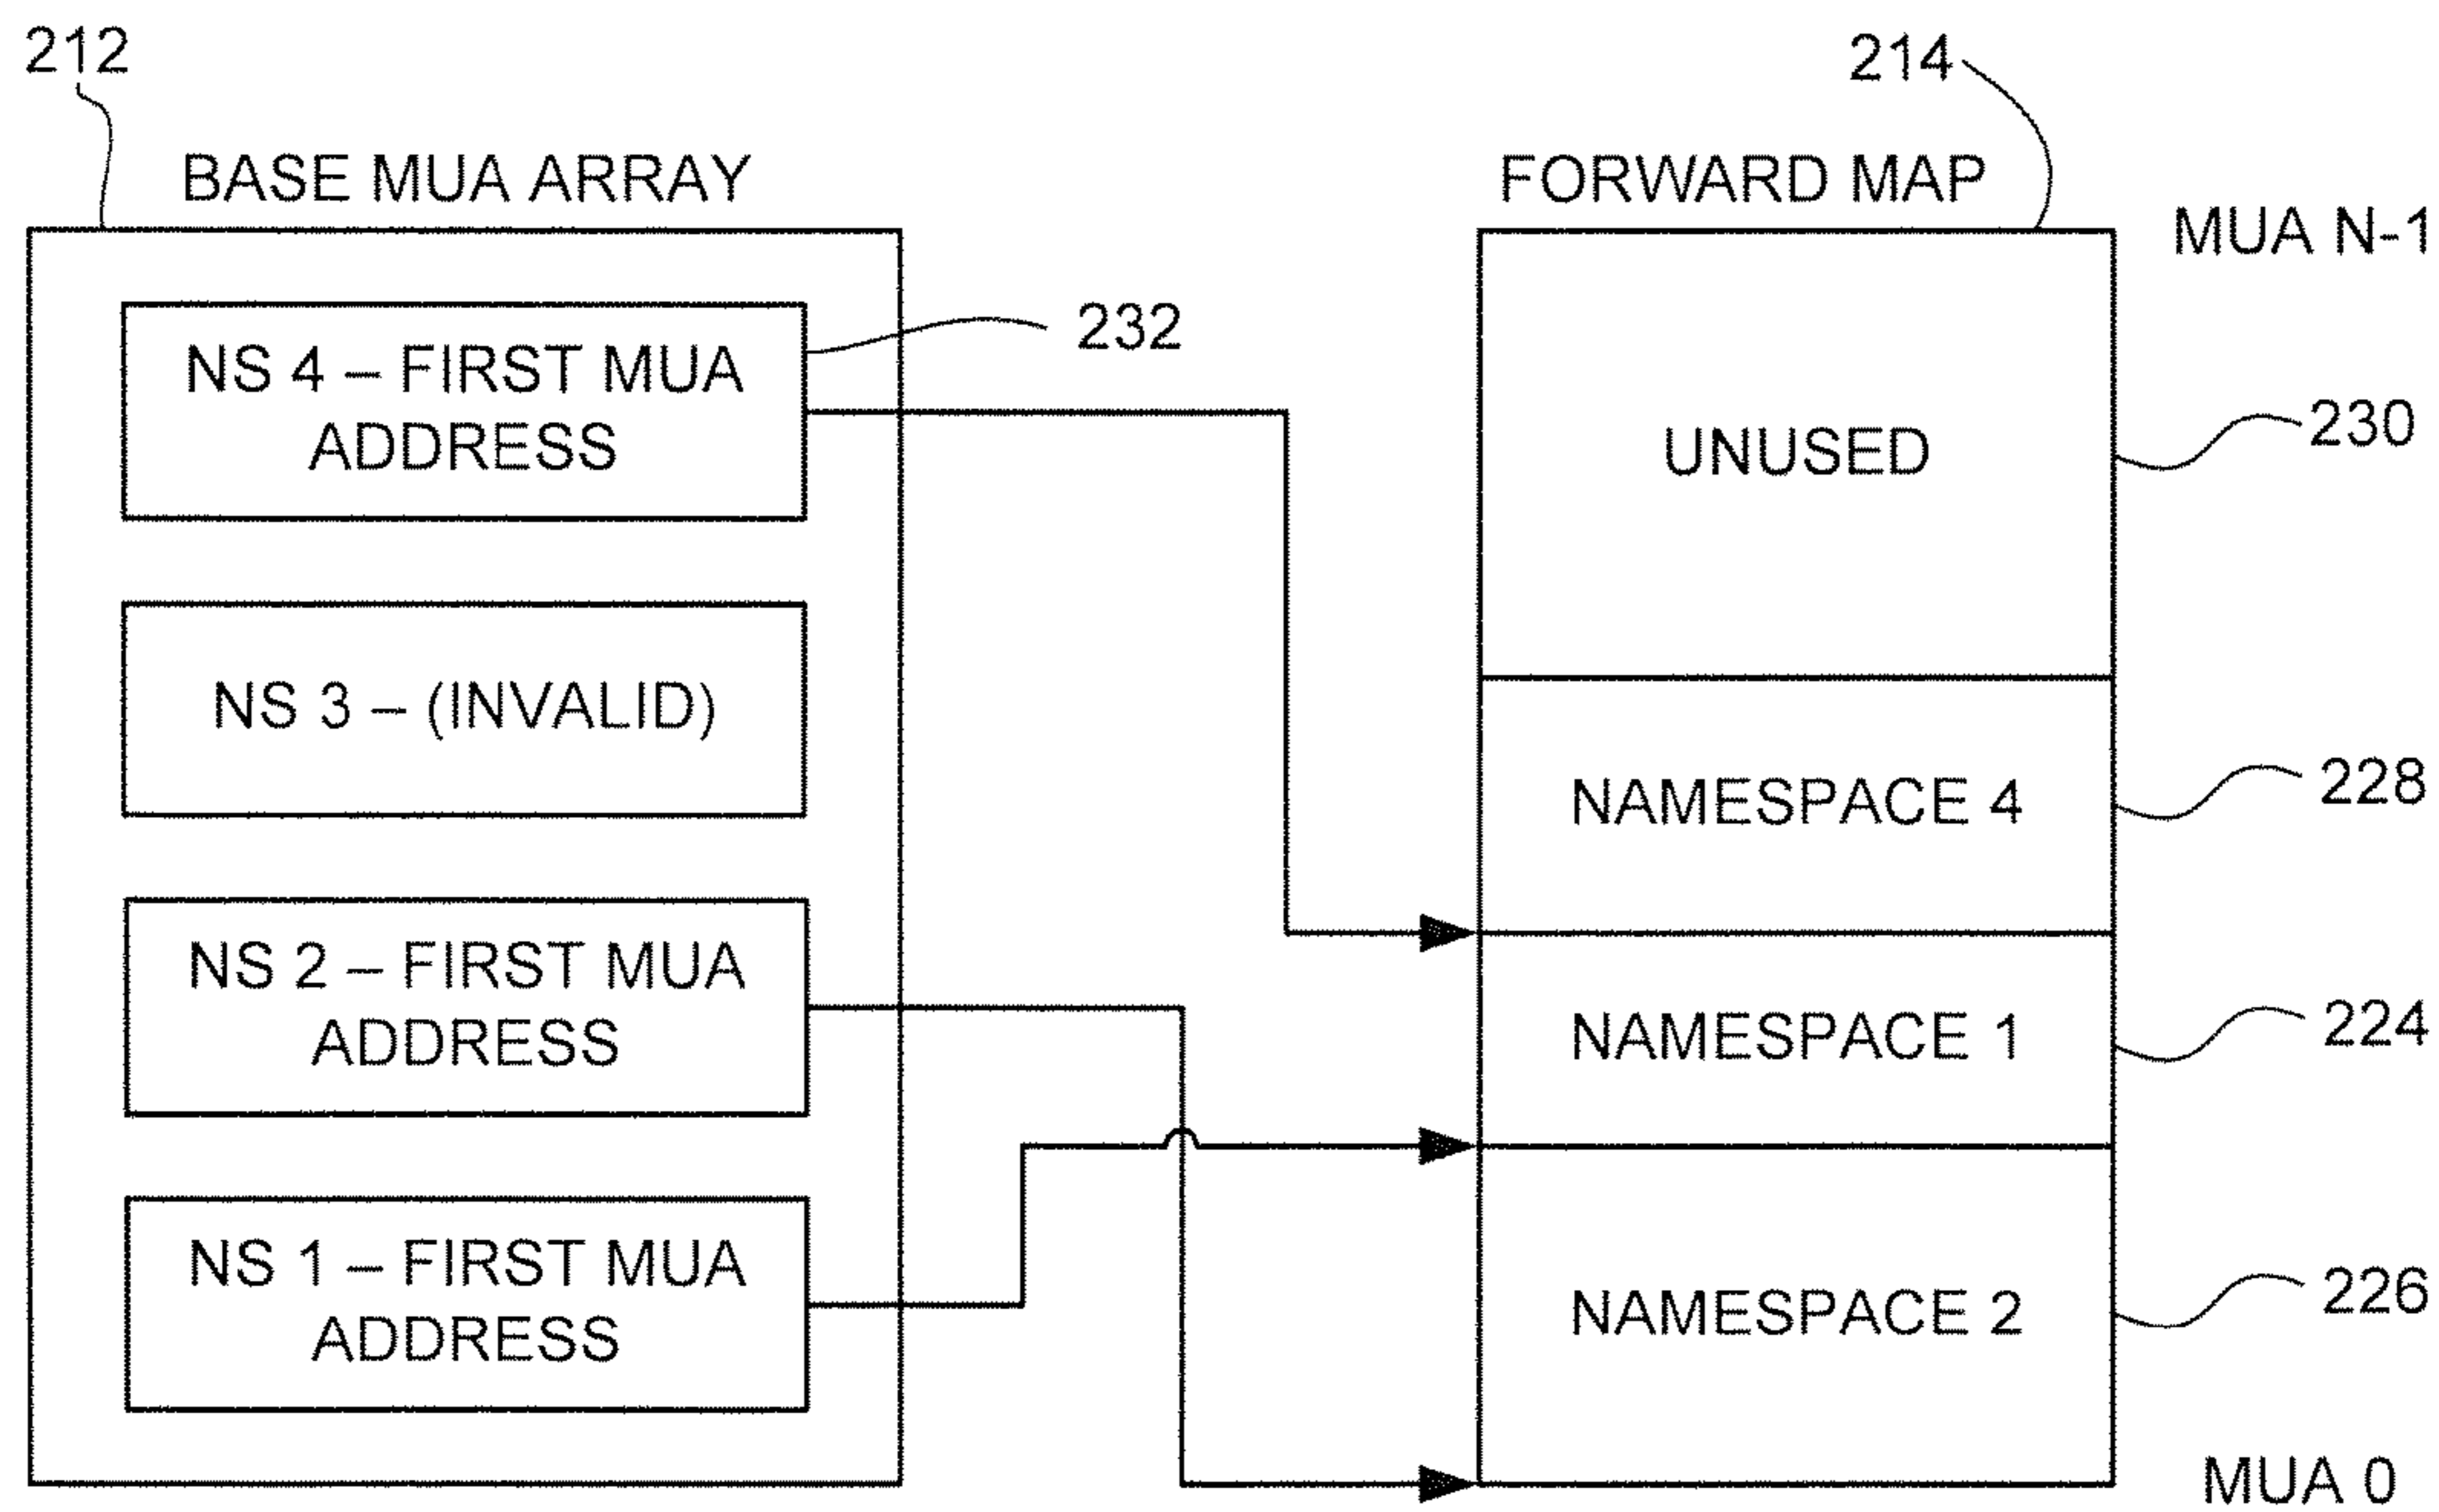 212
214
BASE MUA ARRAY
FORWARD MAP
MUA N-1
NS 4 – FIRST MUA
ADDRESS
232
UNUSED
230
NS 3 – (INVALID)
NAMESPACE 4
228
NS 2 – FIRST MUA
ADDRESS
NAMESPACE 1
224
NS 1 – FIRST MUA
ADDRESS
NAMESPACE 2
226
MUA 0